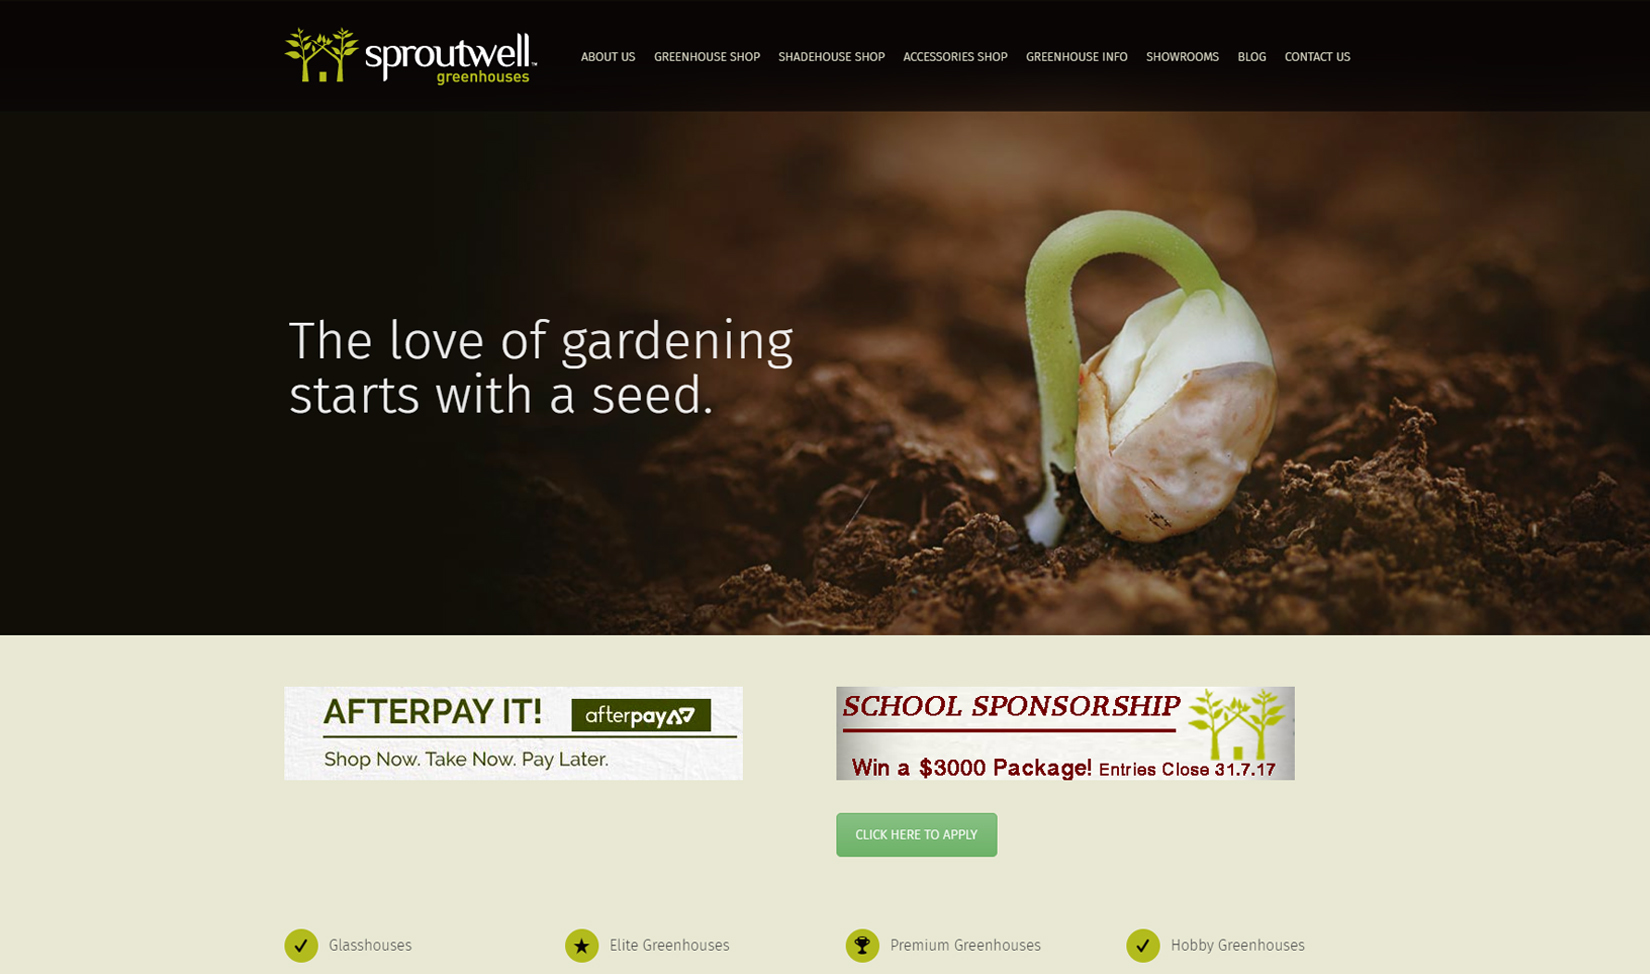 sproutwell™
greenhouses
ABOUT US GREENHOUSE SHOP SHADEHOUSE SHOP ACCESSORIES SHOP GREENHOUSE INFO SHOWROOMS BLOG CONTACT US
The love of gardening
starts with a seed.
AFTERPAY IT! afterpay
Shop Now. Take Now. Pay Later.
SCHOOL SPONSORSHIP
Win a $3000 Package! Entries Close 31.7.17
CLICK HERE TO APPLY
Glasshouses Elite Greenhouses Premium Greenhouses Hobby Greenhouses